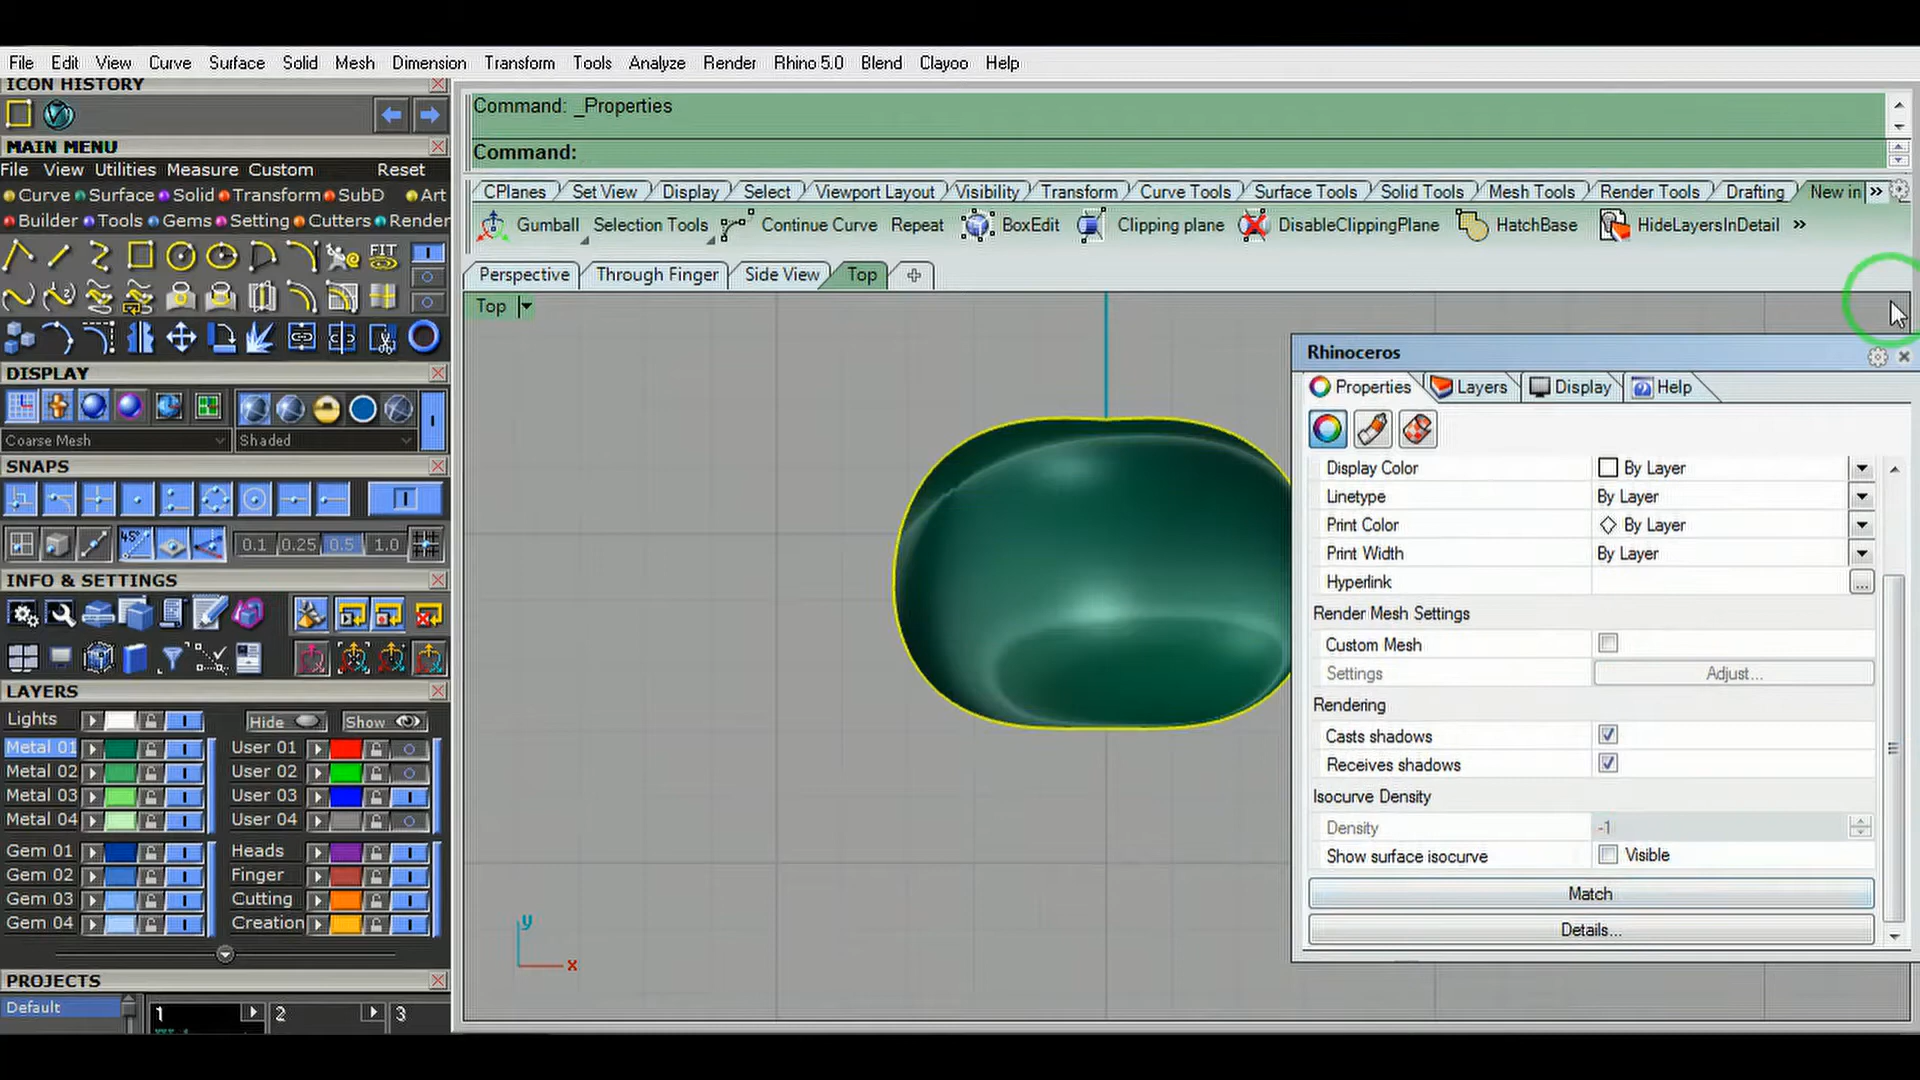 File Edit View Curve Surface Solid Mesh Dimension Transform Tools Analyze Render Rhino 5.0 Blend Clayoo Help
ICON HISTORY
MAIN MENU
File View Utilities Measure Custom Reset
Curve Surface Solid Transform SubD Art
Builder Tools Gems Setting Cutters Render
FIT
DISPLAY
Coarse Mesh Shaded
SNAPS
45° 0.1 0.25 0.5 1.0
INFO & SETTINGS
LAYERS
Lights Hide Show
Metal 01 User 01
Metal 02 User 02
Metal 03 User 03
Metal 04 User 04
Gem 01 Heads
Gem 02 Finger
Gem 03 Cutting
Gem 04 Creation
PROJECTS
Default 1 2 3
Command: _Properties
Command:
CPlanes Set View Display Select Viewport Layout Visibility Transform Curve Tools Surface Tools Solid Tools Mesh Tools Render Tools Drafting New in »
Gumball Selection Tools Continue Curve Repeat BoxEdit Clipping plane DisableClippingPlane HatchBase HideLayersInDetail »
Perspective Through Finger Side View Top
Top
y
x
Rhinoceros
Properties Layers Display Help
Display Color By Layer
Linetype By Layer
Print Color By Layer
Print Width By Layer
Hyperlink ...
Render Mesh Settings
Custom Mesh
Settings Adjust...
Rendering
Casts shadows
Receives shadows
Isocurve Density
Density -1
Show surface isocurve Visible
Match
Details...